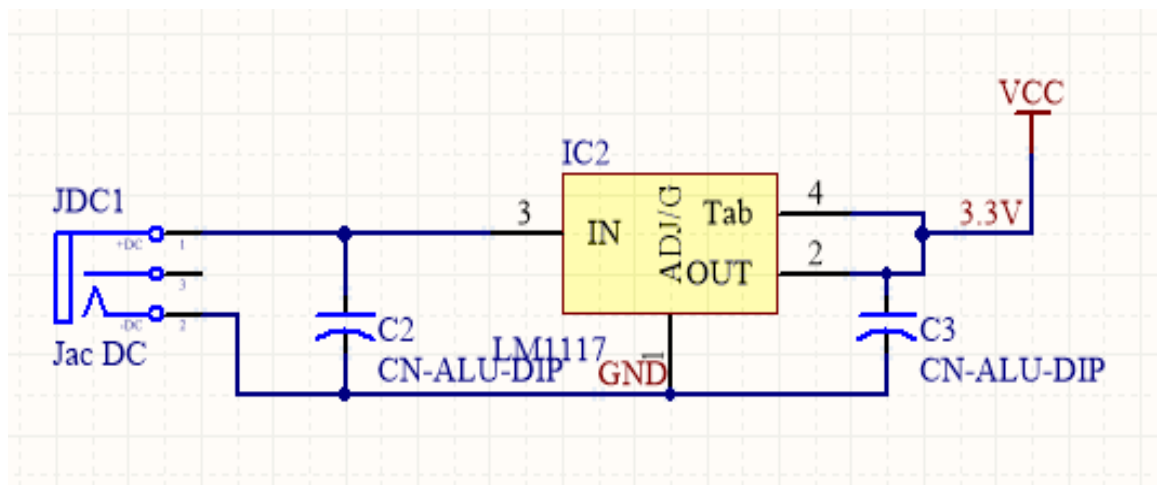 VCC
IC2
JDC1
3
IN
ADJ/G
Tab
4
3.3V
+DC
1
OUT
2
3
-DC
2
C2
C3
Jac DC
LM1117
1
CN-ALU-DIP
GND
CN-ALU-DIP